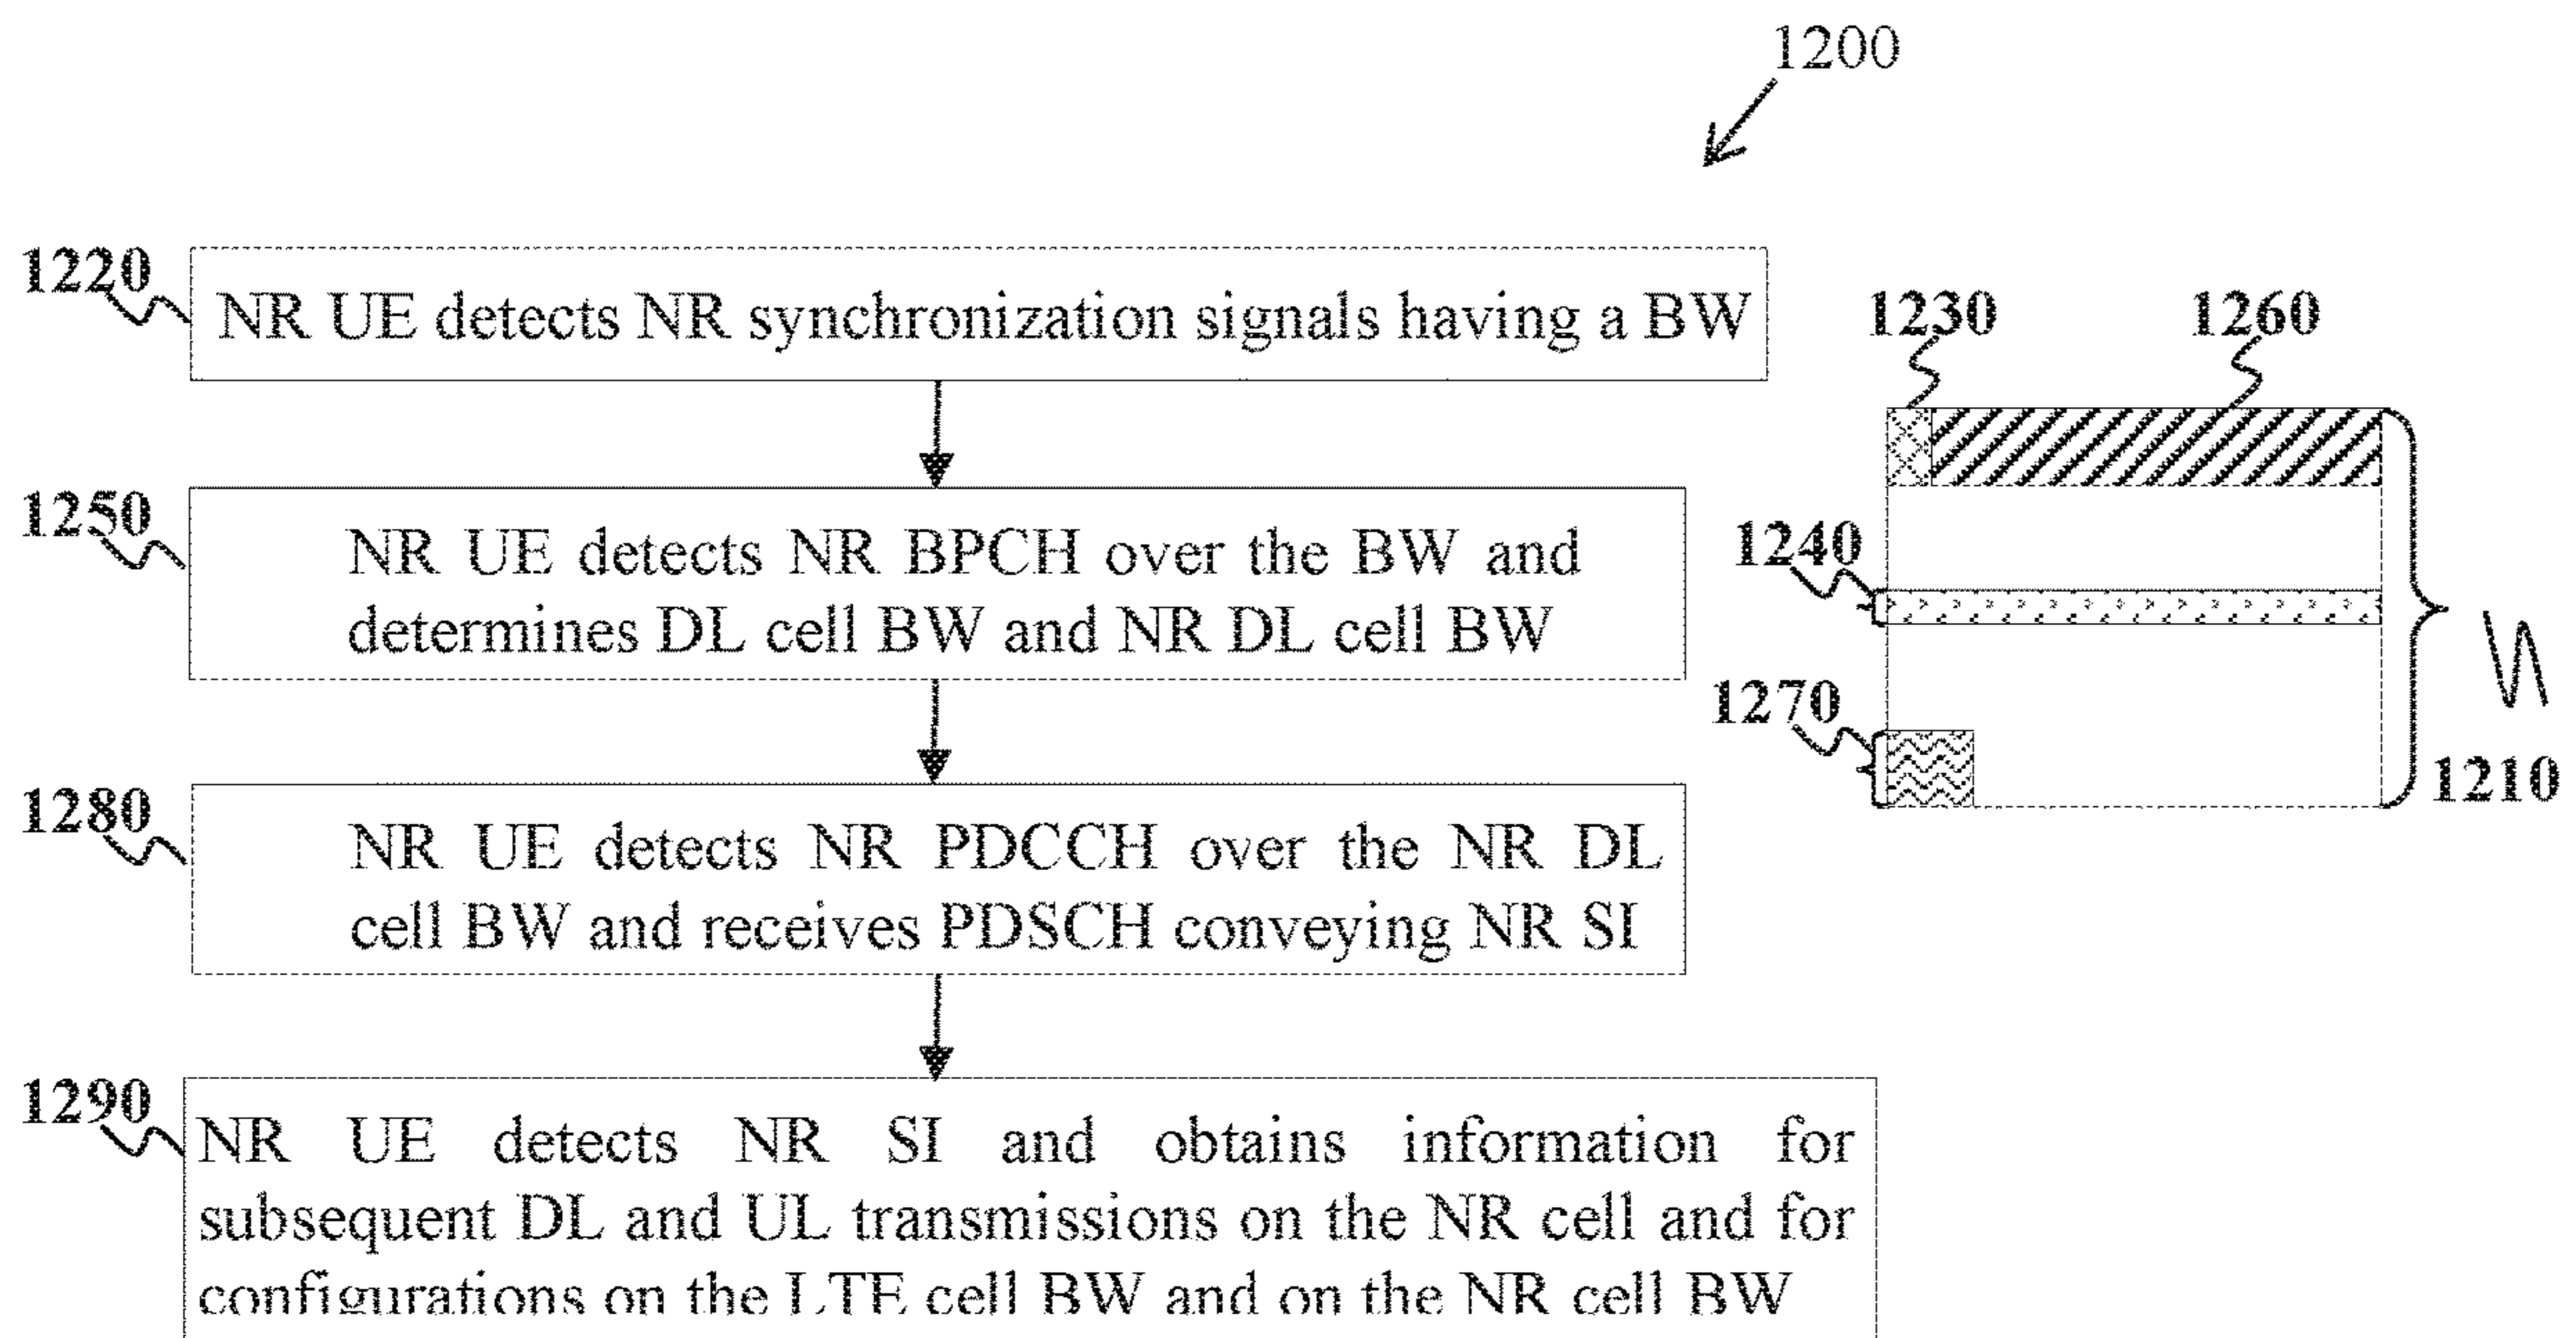 1200
1220
NR UE detects NR synchronization signals having a BW
1230
1260
1250
NR UE detects NR BPCH over the BW and
determines DL cell BW and NR DL cell BW
1240
1270
1210
1280
NR UE detects NR PDCCH over the NR DL
cell BW and receives PDSCH conveying NR SI
1290
NR UE detects NR SI and obtains information for
subsequent DL and UL transmissions on the NR cell and for
configurations on the LTE cell BW and on the NR cell BW